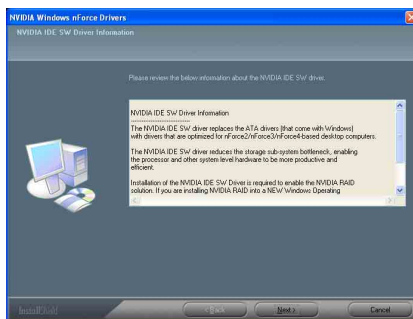 NVIDIA Windows nForce Drivers
NVIDIA IDE SW Driver Information
Please review the below information about the NVIDIA IDE SW driver.
NVIDIA IDE SW Driver Information
--------------------------
The NVIDIA IDE SW driver replaces the ATA drivers (that come with Windows)
with drivers that are optimized for nForce2/nForce3/nForce4-based desktop computers.
The NVIDIA IDE SW driver reduces the storage sub-system bottleneck, enabling
the processor and other system level hardware to be more productive and
efficient.
Installation of the NVIDIA IDE SW Driver is required to enable the NVIDIA RAID
solution. If you are installing NVIDIA RAID into a NEW Windows Operating
InstallShield
< Back
Next >
Cancel